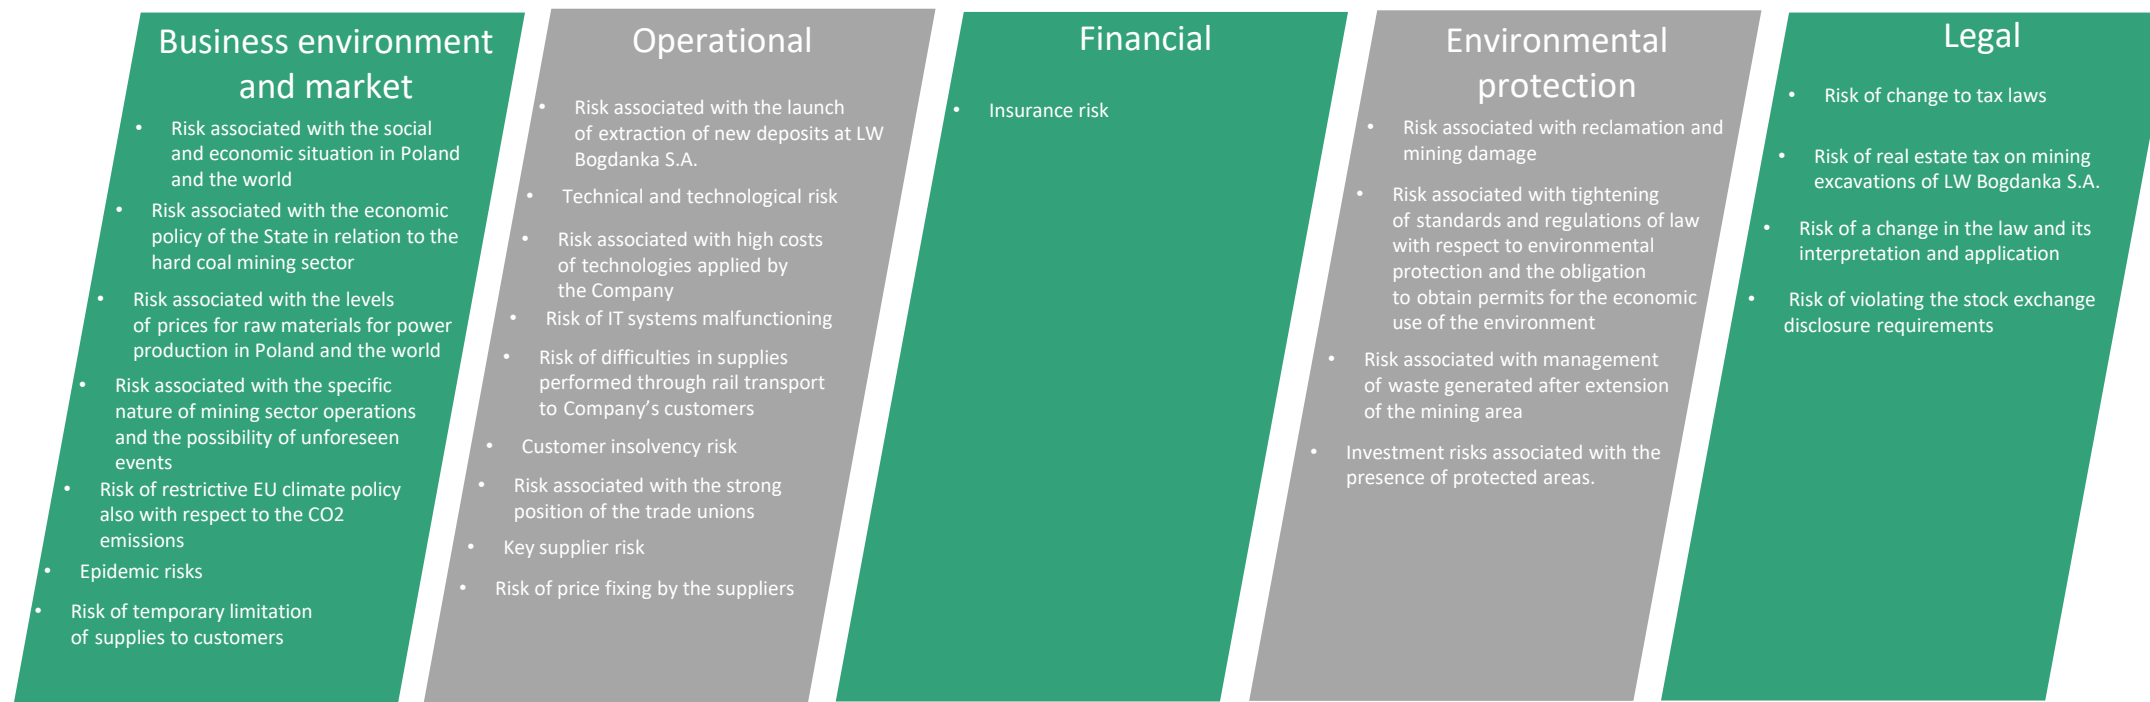 Business environment
and market
• Risk associated with the social
and economic situation in Poland
and the world
• Risk associated with the economic
policy of the State in relation to the
hard coal mining sector
• Risk associated with the levels
of prices for raw materials for power
production in Poland and the world
• Risk associated with the specific
nature of mining sector operations
and the possibility of unforeseen
events
• Risk of restrictive EU climate policy
also with respect to the CO2
emissions
• Epidemic risks
• Risk of temporary limitation
of supplies to customers
Operational
• Risk associated with the launch
of extraction of new deposits at LW
Bogdanka S.A.
• Technical and technological risk
• Risk associated with high costs
of technologies applied by
the Company
• Risk of IT systems malfunctioning
• Risk of difficulties in supplies
performed through rail transport
to Company’s customers
• Customer insolvency risk
• Risk associated with the strong
position of the trade unions
• Key supplier risk
• Risk of price fixing by the suppliers
Financial
• Insurance risk
Environmental
protection
• Risk associated with reclamation and
mining damage
• Risk associated with tightening
of standards and regulations of law
with respect to environmental
protection and the obligation
to obtain permits for the economic
use of the environment
• Risk associated with management
of waste generated after extension
of the mining area
• Investment risks associated with the
presence of protected areas.
Legal
• Risk of change to tax laws
• Risk of real estate tax on mining
excavations of LW Bogdanka S.A.
• Risk of a change in the law and its
interpretation and application
• Risk of violating the stock exchange
disclosure requirements